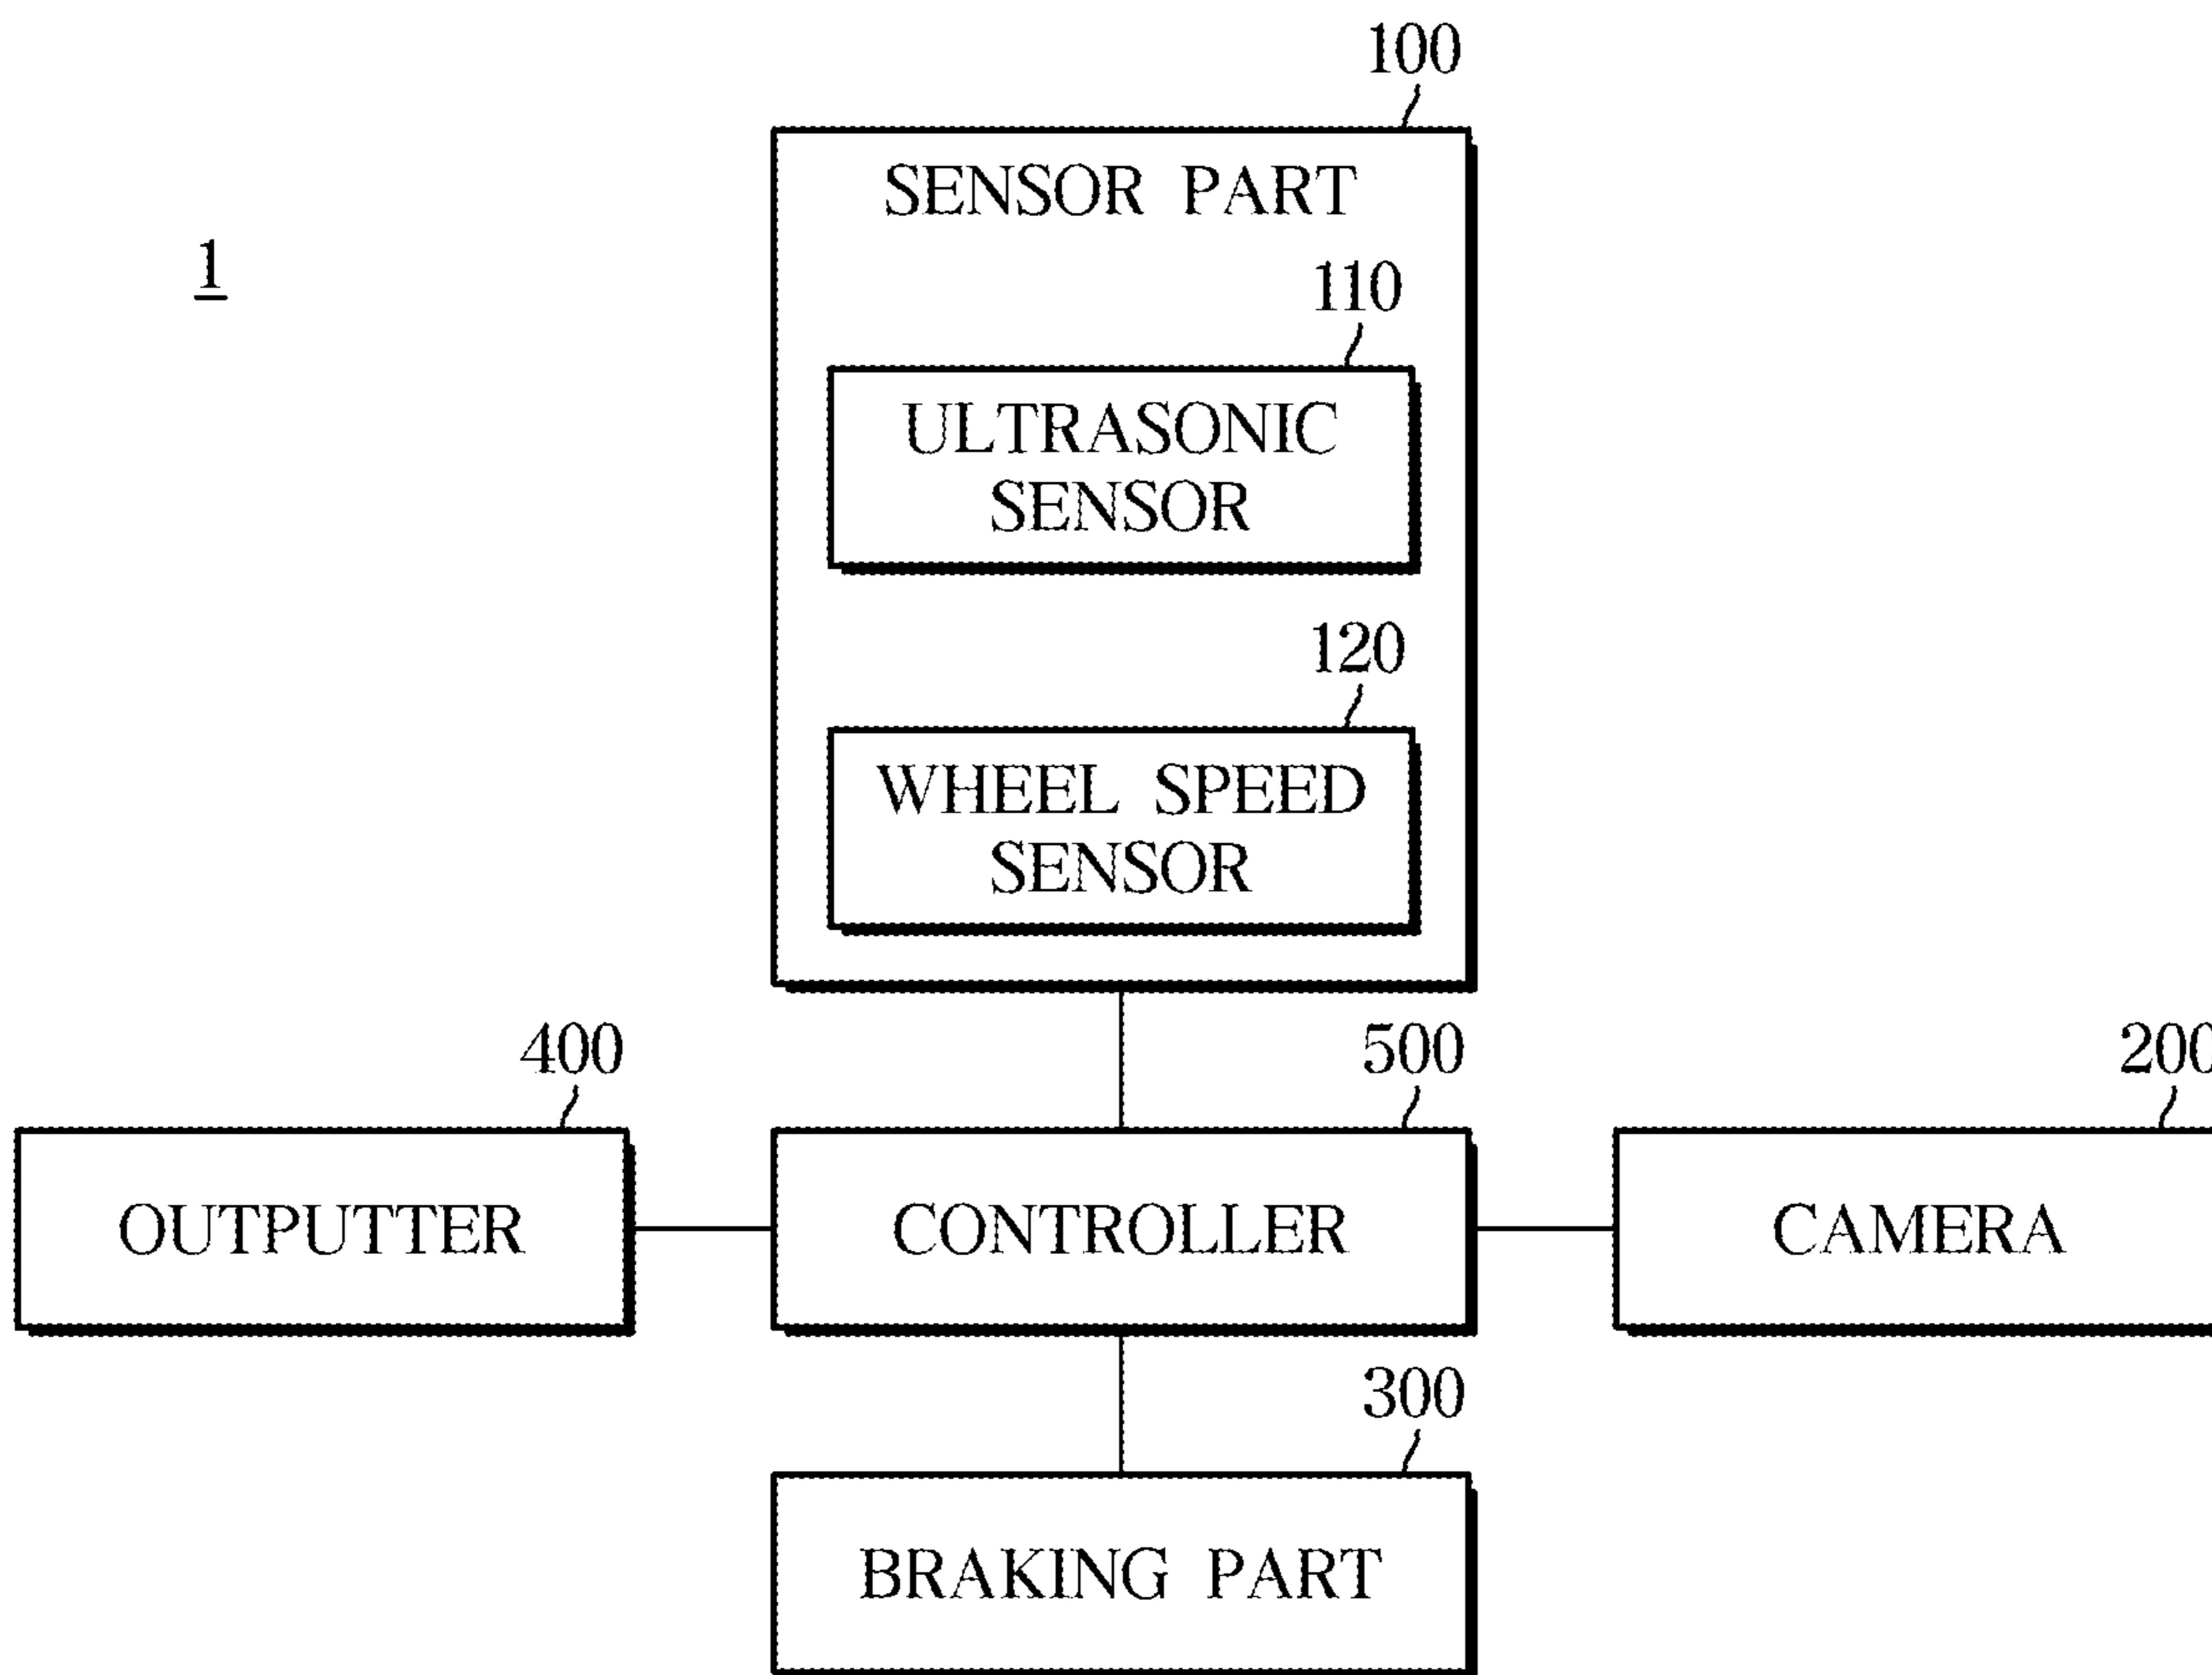 100
SENSOR PART
1
110
ULTRASONIC
SENSOR
120
WHEEL SPEED
SENSOR
400
500
200
OUTPUTTER
CONTROLLER
CAMERA
300
BRAKING PART